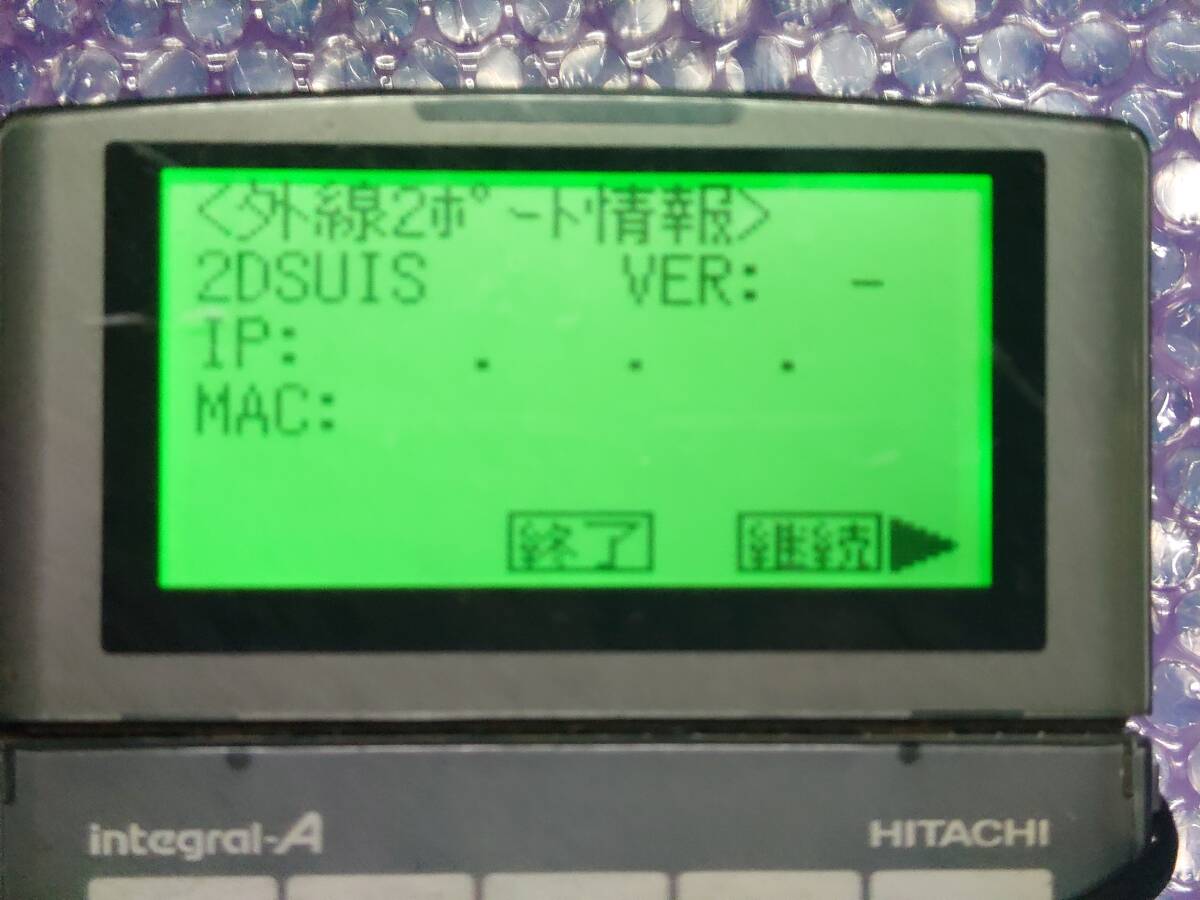 <外線2ポート情報>
2DSUIS VER: -
IP: . . .
MAC:
終了 継続▶
integral-A HITACHI